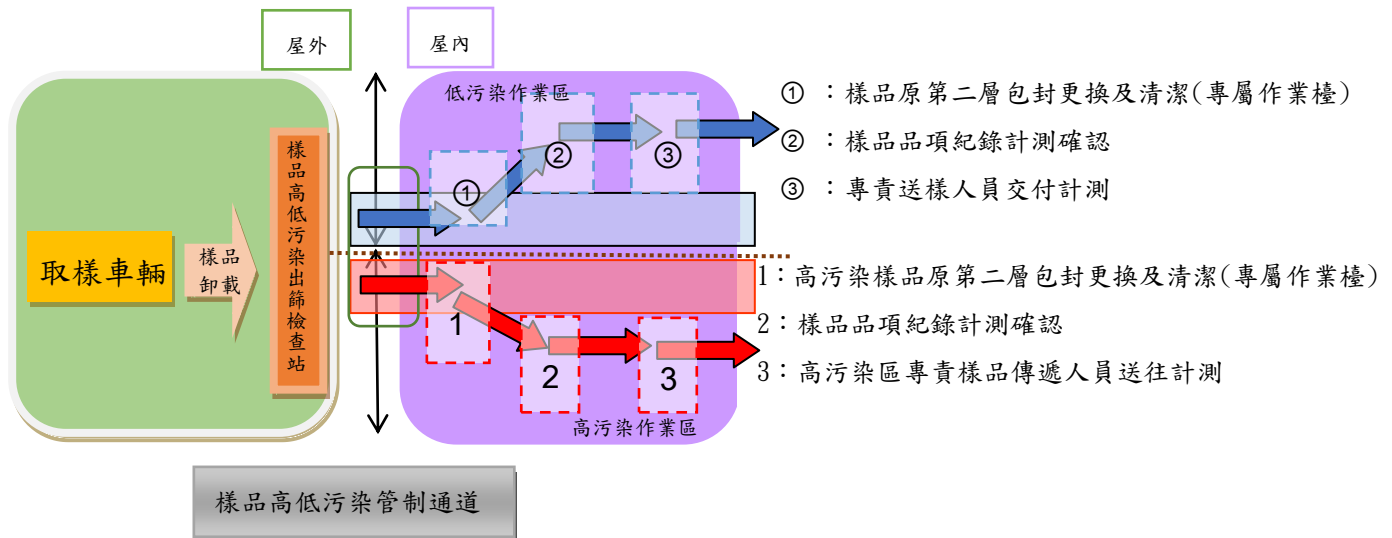 屋外
屋內
低污染作業區
①
②
③
① ：樣品原第二層包封更換及清潔(專屬作業檯)
② ：樣品品項紀錄計測確認
③ ：專責送樣人員交付計測
取樣車輛
樣品
卸載
樣品高低污染出篩檢查站
1
2
3
高污染作業區
1：高污染樣品原第二層包封更換及清潔(專屬作業檯)
2：樣品品項紀錄計測確認
3：高污染區專責樣品傳遞人員送往計測
樣品高低污染管制通道